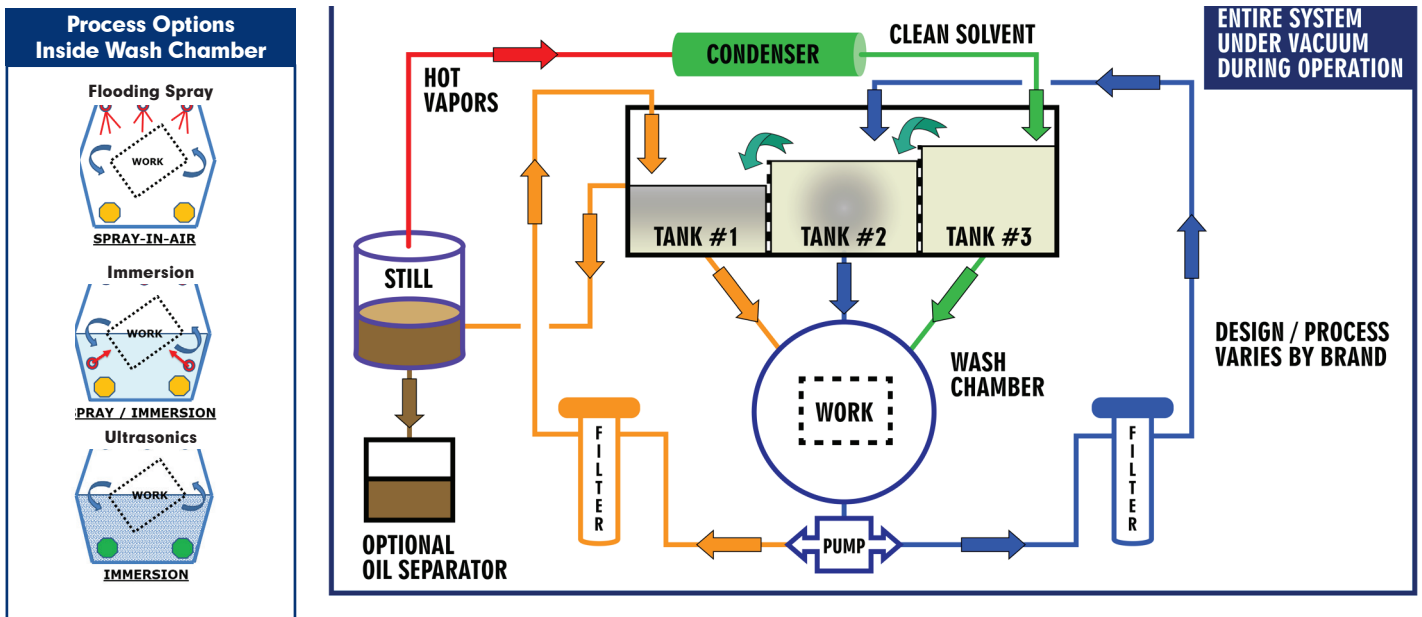 Process Options
Inside Wash Chamber
Flooding Spray
WORK
SPRAY-IN-AIR
Immersion
WORK
PRAY / IMMERSION
Ultrasonics
WORK
IMMERSION
ENTIRE SYSTEM
UNDER VACUUM
DURING OPERATION
CONDENSER
CLEAN SOLVENT
HOT
VAPORS
TANK #1
TANK #2
TANK #3
STILL
DESIGN / PROCESS
VARIES BY BRAND
WASH
CHAMBER
WORK
FILTER
FILTER
PUMP
OPTIONAL
OIL SEPARATOR